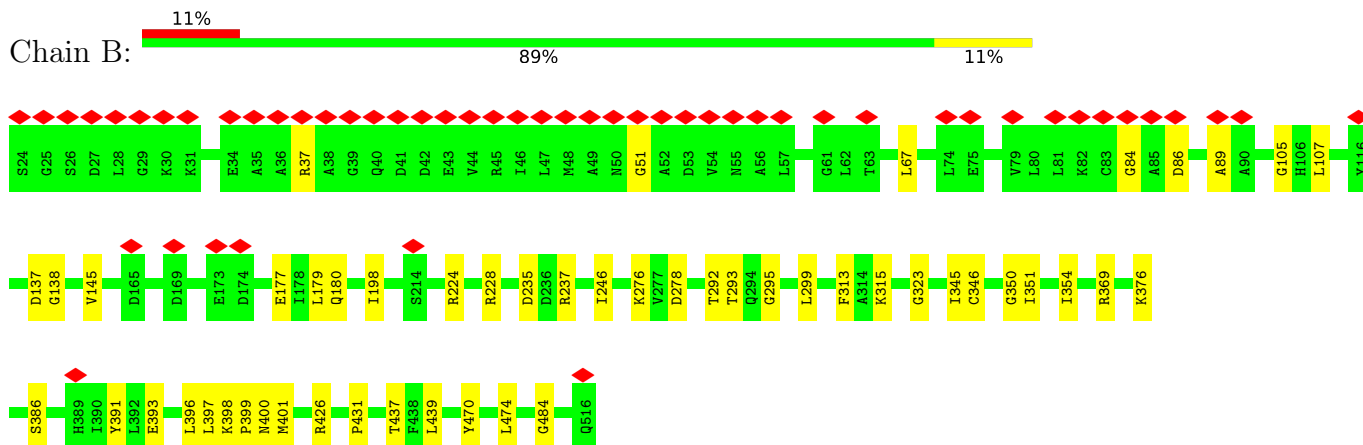 11%
Chain B:
89% 11%
S24 G25 S26 D27 L28 G29 K30 K31 E34 A35 A36 R37 A38 G39 Q40 D41 D42 E43 V44 R45 I46 L47 M48 A49 N50 G51 A52 D53 V54 N55 A56 L57 G61 L62 T63 L67 L74 E75 V79 L80 L81 K82 C83 G84 A85 D86 A89 A90 G105 H106 L107 Y116
D137 G138 V145 D165 D169 E173 D174 E177 I178 L179 Q180 I198 S214 R224 R228 D235 D236 R237 I246 K276 V277 D278 T292 T293 Q294 G295 L299 F313 A314 K315 G323 I345 C346 G350 I351 I354 R369 K376
S386 H389 I390 Y391 L392 E393 L396 L397 K398 P399 N400 M401 R426 P431 T437 F438 L439 Y470 L474 G484 Q516